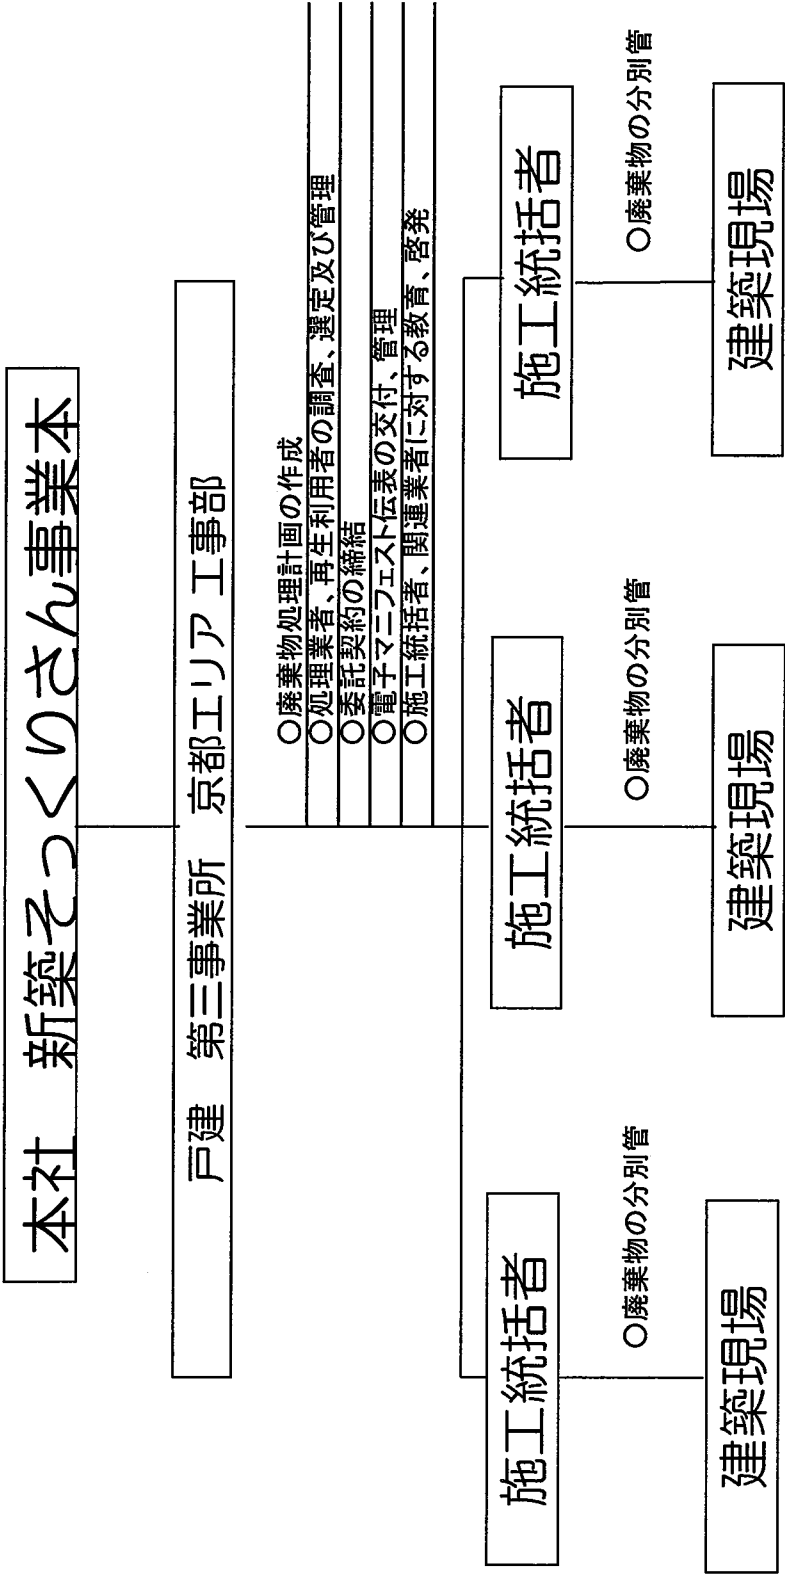 本社　新築そっくりさん事業本
戸建　第三事業所　京都エリア 工事部
○廃棄物処理計画の作成
○処理業者、再生利用者の調査、選定及び管理
○委託契約の締結
○電子マニフェスト伝表の交付、管理
○施工統括者、関連業者に対する教育、啓発
施工統括者
施工統括者
施工統括者
○廃棄物の分別管
○廃棄物の分別管
○廃棄物の分別管
建築現場
建築現場
建築現場